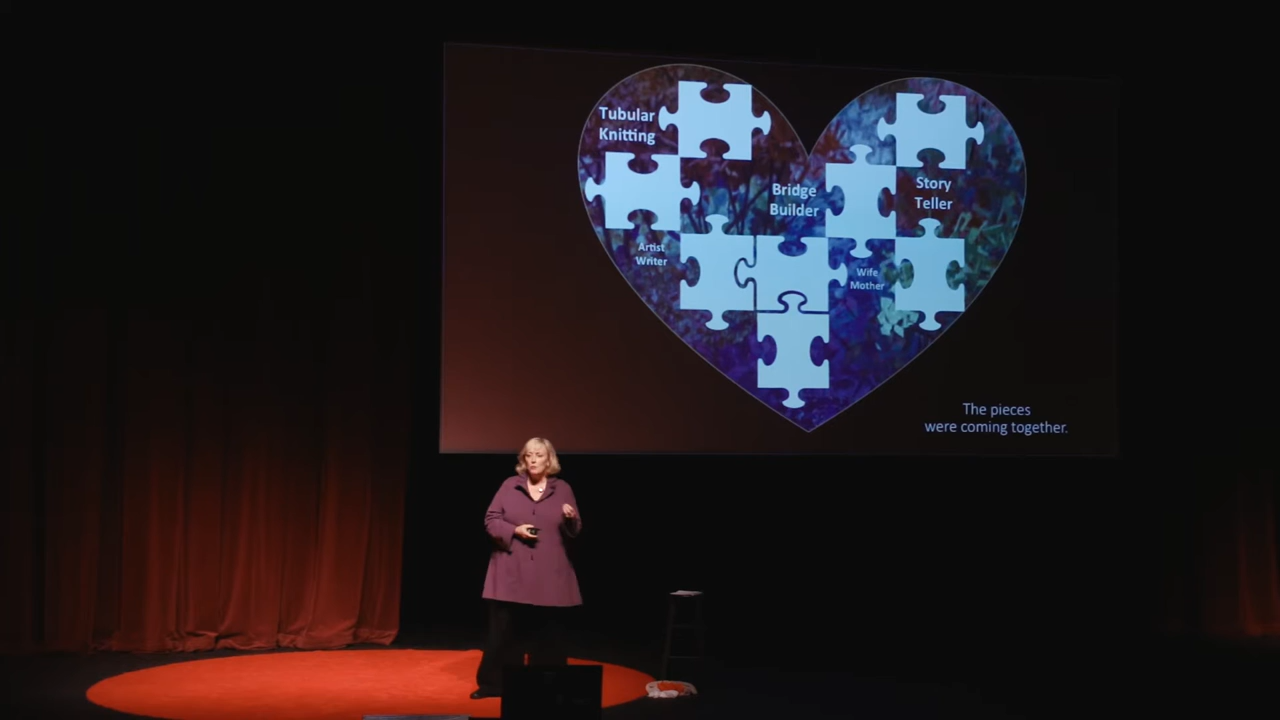 Tubular
Knitting
Bridge
Builder
Story
Teller
Artist
Writer
Wife
Mother
The pieces
were coming together.